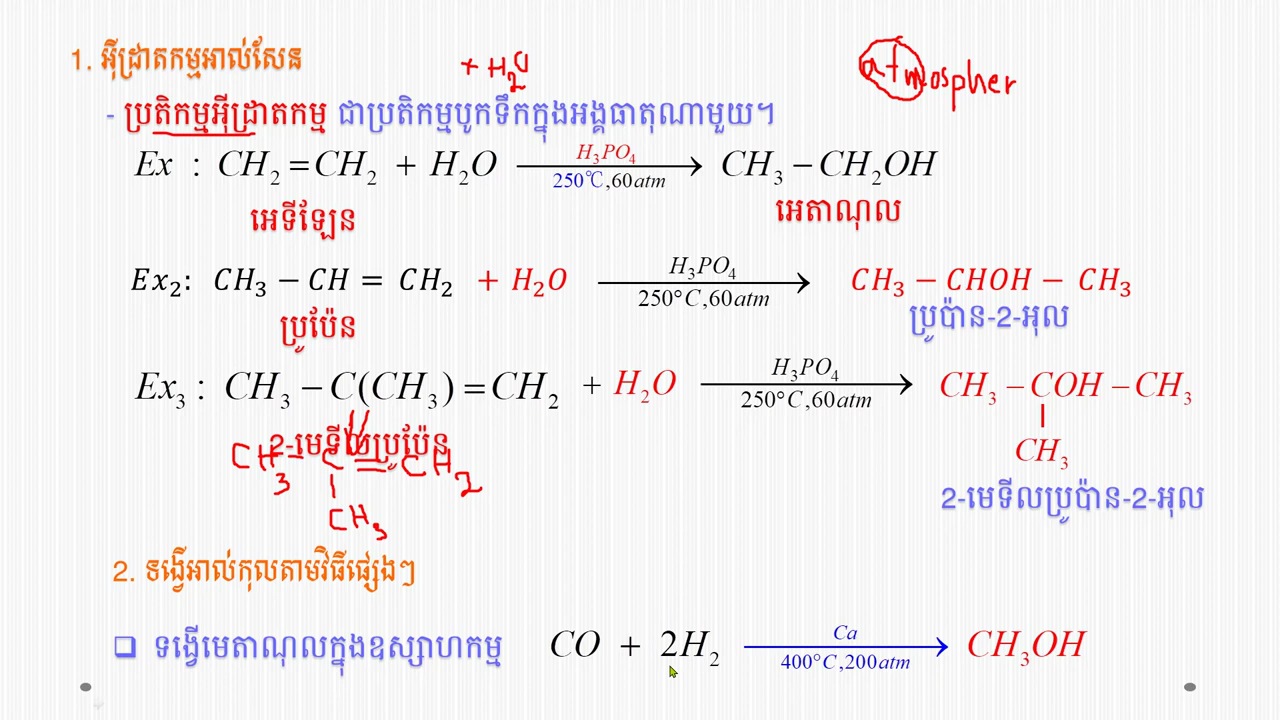 1. អ៊ីដ្រាតកម្មអាល់សែន
+ H2O
atmospher
- ប្រតិកម្មអ៊ីដ្រាតកម្ម ជាប្រតិកម្មបូកទឹកក្នុងអង្គធាតុណាមួយ។
Ex : CH2=CH2 + H2O H3PO4 250℃,60atm → CH3−CH2OH
អេទីឡែន អេតាណុល
Ex2: CH3 − CH = CH2 + H2O H3PO4 250°C,60atm → CH3 − CHOH − CH3
ប្រូប៉ែន ប្រូប៉ាន-2-អុល
Ex3 : CH3 − C(CH3) = CH2 + H2O H3PO4 250°C,60atm → CH3 − COH − CH3
CH3
2-មេទីលប្រូប៉ែន
CH3 − C = CH2
CH3
2-មេទីលប្រូប៉ាន-2-អុល
2. ទង្វើអាល់កុលតាមវិធីផ្សេងៗ
❑ ទង្វើមេតាណុលក្នុងឧស្សាហកម្ម CO + 2H2 Ca 400°C,200atm → CH3OH